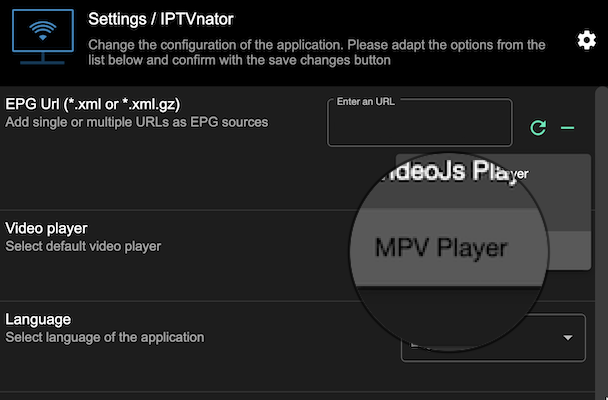 Settings / IPTVnator
Change the configuration of the application. Please adapt the options from the
list below and confirm with the save changes button
EPG Url (*.xml or *.xml.gz)
Add single or multiple URLs as EPG sources
Enter an URL
Player
MPV Player
Video player
Select default video player
Language
Select language of the application